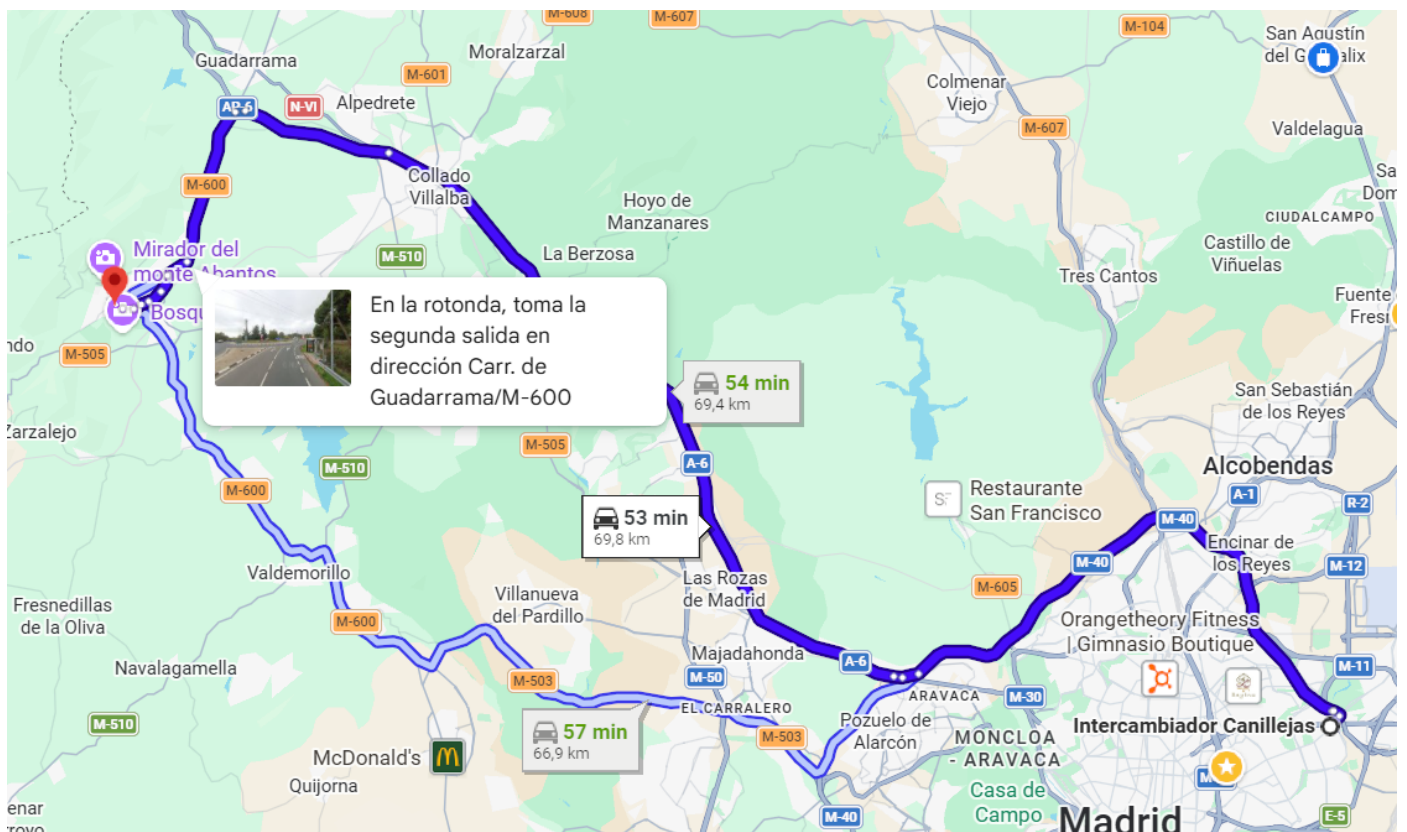 M-608
M-607
M-104
San Agustín
Guadarrama
Moralzarzal
M-601
Colmenar
Viejo
AP-6
N-VI
Alpedrete
M-607
Valdelagua
Collado
Villalba
M-600
Hoyo de
Manzanares
CIUDALCAMPO
Mirador del
monte Abantos
M-510
La Berzosa
Castillo de
Viñuelas
Tres Cantos
Fuente
M-505
En la rotonda, toma la
segunda salida en
dirección Carr. de
Guadarrama/M-600
54 min
69,4 km
San Sebastián
de los Reyes
Zarzalejo
M-505
A-6
M-510
Alcobendas
M-600
A-1
R-2
Restaurante
San Francisco
53 min
69,8 km
M-40
Encinar de
los Reyes
M-40
M-12
Valdemorillo
Las Rozas
de Madrid
M-605
Villanueva
del Pardillo
Fresnedillas
de la Oliva
M-600
Orangetheory Fitness
| Gimnasio Boutique
Navalagamella
Majadahonda
A-6
M-11
M-503
M-50
ARAVACA
M-30
EL CARRALERO
M-510
57 min
66,9 km
M-503
Pozuelo de
Alarcón
MONCLOA
- ARAVACA
Intercambiador Canillejas
McDonald's
Quijorna
Casa de
Campo
M-40
Madrid
E-5